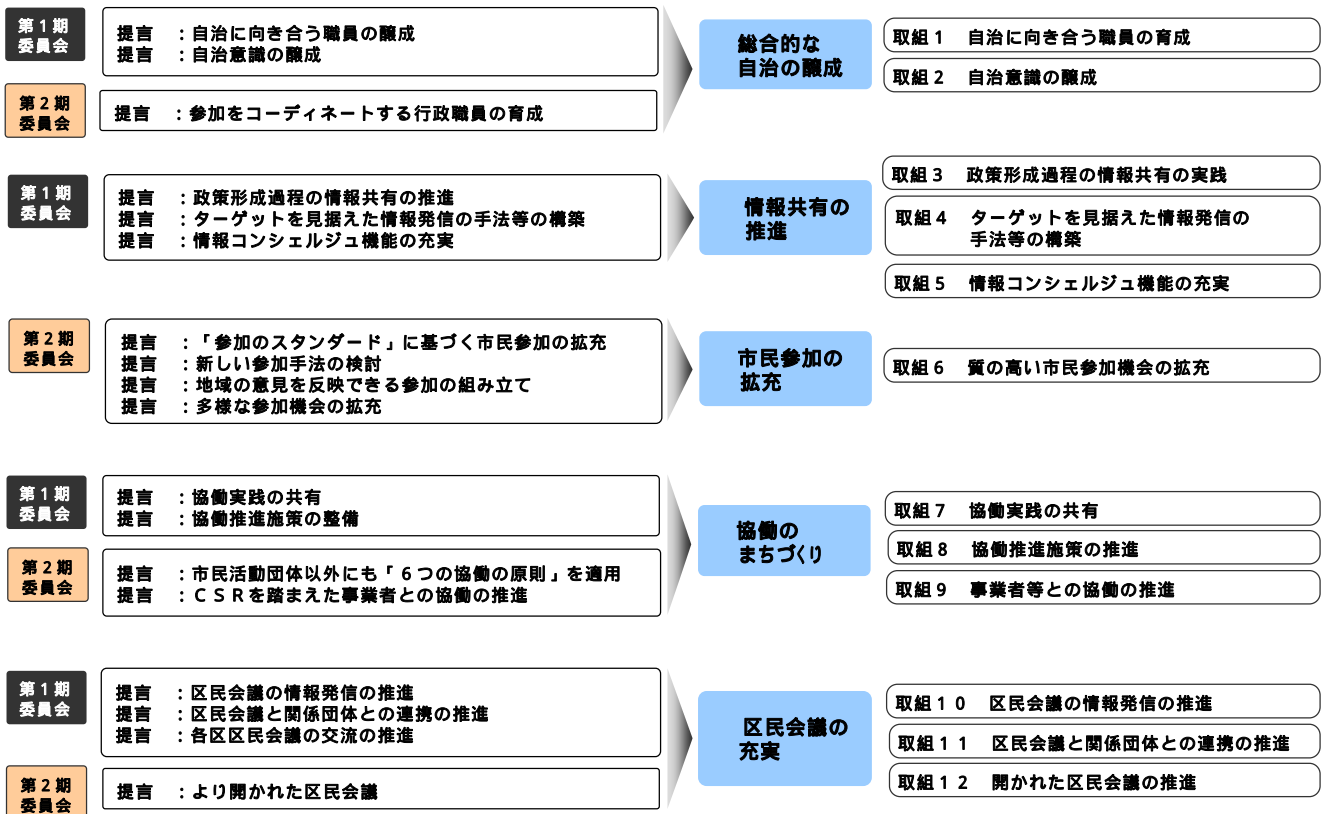 第１期
委員会
提言　：自治に向き合う職員の醸成
提言　：自治意識の醸成
第２期
委員会
提言　：参加をコーディネートする行政職員の育成
総合的な
自治の醸成
取組１　自治に向き合う職員の育成
取組２　自治意識の醸成
第１期
委員会
提言　：政策形成過程の情報共有の推進
提言　：ターゲットを見据えた情報発信の手法等の構築
提言　：情報コンシェルジュ機能の充実
情報共有の
推進
取組３　政策形成過程の情報共有の実践
取組４　ターゲットを見据えた情報発信の
手法等の構築
取組５　情報コンシェルジュ機能の充実
第２期
委員会
提言　：「参加のスタンダード」に基づく市民参加の拡充
提言　：新しい参加手法の検討
提言　：地域の意見を反映できる参加の組み立て
提言　：多様な参加機会の拡充
市民参加の
拡充
取組６　質の高い市民参加機会の拡充
第１期
委員会
提言　：協働実践の共有
提言　：協働推進施策の整備
第２期
委員会
提言　：市民活動団体以外にも「６つの協働の原則」を適用
提言　：ＣＳＲを踏まえた事業者との協働の推進
協働の
まちづくり
取組７　協働実践の共有
取組８　協働推進施策の推進
取組９　事業者等との協働の推進
第１期
委員会
提言　：区民会議の情報発信の推進
提言　：区民会議と関係団体との連携の推進
提言　：各区区民会議の交流の推進
第２期
委員会
提言　：より開かれた区民会議
区民会議の
充実
取組１０　区民会議の情報発信の推進
取組１１　区民会議と関係団体との連携の推進
取組１２　開かれた区民会議の推進